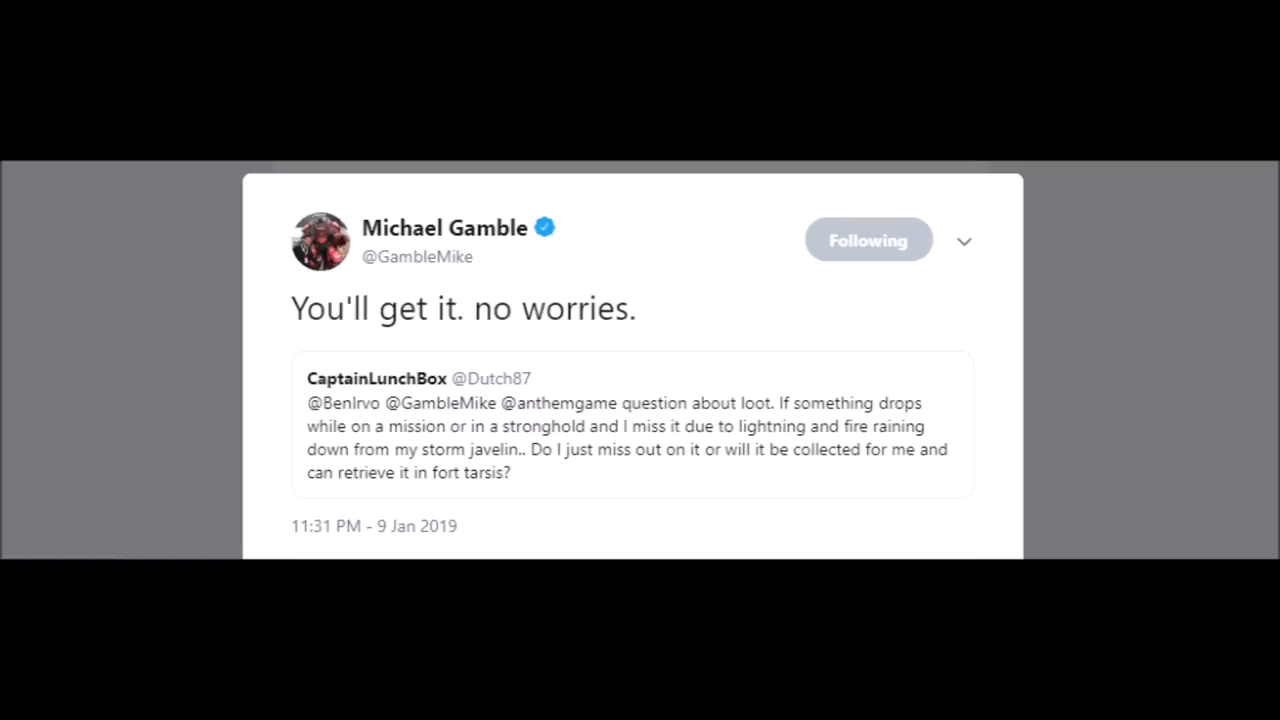 Michael Gamble
@GambleMike
Following
You'll get it. no worries.
CaptainLunchBox @Dutch87
@BenIrvo @GambleMike @anthemgame question about loot. If something drops
while on a mission or in a stronghold and I miss it due to lightning and fire raining
down from my storm javelin.. Do I just miss out on it or will it be collected for me and
can retrieve it in fort tarsis?
11:31 PM - 9 Jan 2019